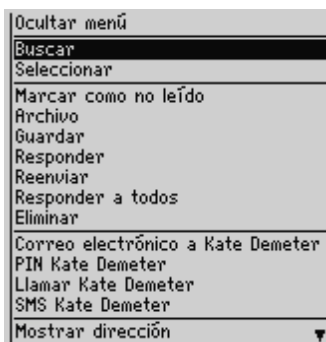 Ocultar menú
Buscar
Seleccionar
Marcar como no leído
Archivo
Guardar
Responder
Reenviar
Responder a todos
Eliminar
Correo electrónico a Kate Demeter
PIN Kate Demeter
Llamar Kate Demeter
SMS Kate Demeter
Mostrar dirección